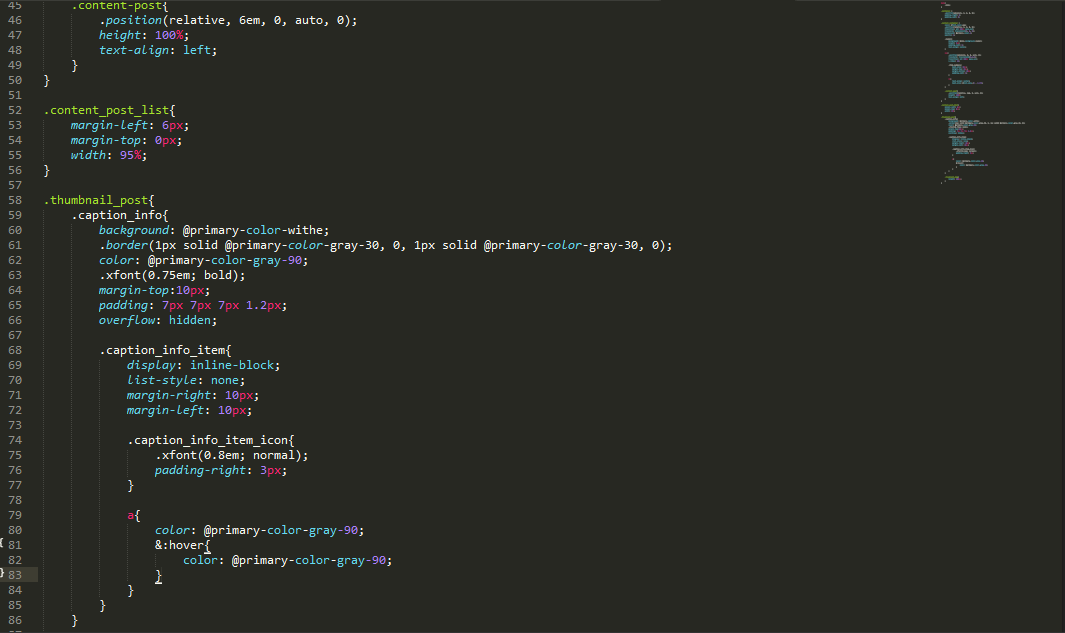 45 .content-post{
46 .position(relative, 6em, 0, auto, 0);
47 height: 100%;
48 text-align: left;
49 }
50 }
51
52 .content_post_list{
53 margin-left: 6px;
54 margin-top: 0px;
55 width: 95%;
56 }
57
58 .thumbnail_post{
59 .caption_info{
60 background: @primary-color-withe;
61 .border(1px solid @primary-color-gray-30, 0, 1px solid @primary-color-gray-30, 0);
62 color: @primary-color-gray-90;
63 .xfont(0.75em; bold);
64 margin-top:10px;
65 padding: 7px 7px 7px 1.2px;
66 overflow: hidden;
67
68 .caption_info_item{
69 display: inline-block;
70 list-style: none;
71 margin-right: 10px;
72 margin-left: 10px;
73
74 .caption_info_item_icon{
75 .xfont(0.8em; normal);
76 padding-right: 3px;
77 }
78
79 a{
80 color: @primary-color-gray-90;
{ 81 &:hover{
82 color: @primary-color-gray-90;
} 83 }
84 }
85 }
86 }